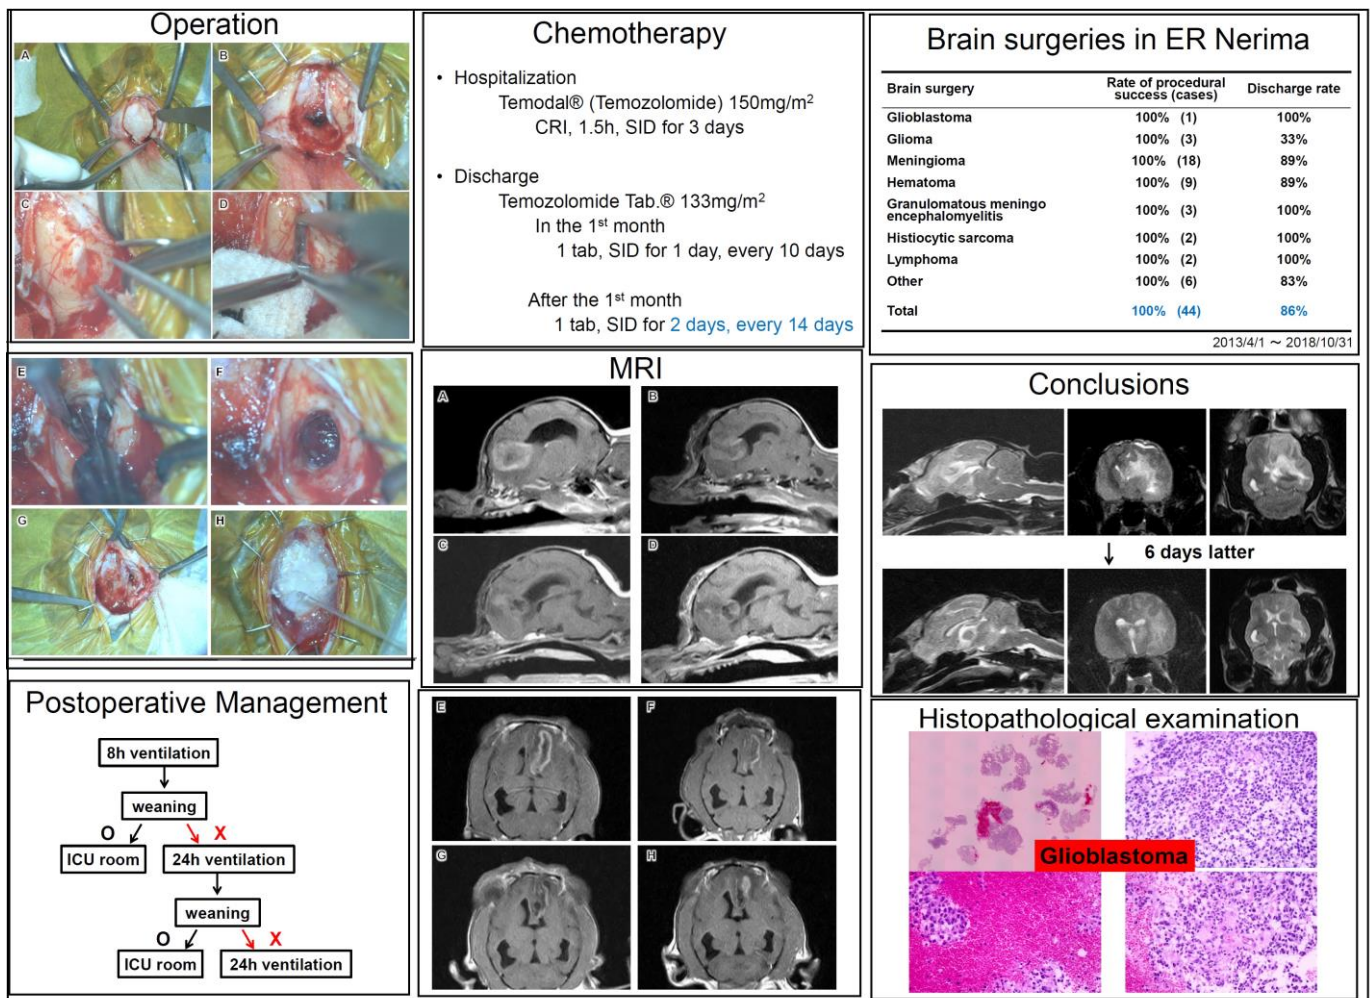 Operation
A
B
C
D
E
F
G
H
Postoperative Management
8h ventilation
weaning
O X
ICU room 24h ventilation
weaning
O X
ICU room 24h ventilation
Chemotherapy
• Hospitalization
Temodal® (Temozolomide) 150mg/m²
CRI, 1.5h, SID for 3 days
• Discharge
Temozolomide Tab.® 133mg/m²
In the 1st month
1 tab, SID for 1 day, every 10 days
After the 1st month
1 tab, SID for 2 days, every 14 days
MRI
A
B
C
D
E
F
G
H
Brain surgeries in ER Nerima
Brain surgery Rate of procedural success (cases) Discharge rate
Glioblastoma 100% (1) 100%
Glioma 100% (3) 33%
Meningioma 100% (18) 89%
Hematoma 100% (9) 89%
Granulomatous meningo encephalomyelitis 100% (3) 100%
Histiocytic sarcoma 100% (2) 100%
Lymphoma 100% (2) 100%
Other 100% (6) 83%
Total 100% (44) 86%
2013/4/1 ～ 2018/10/31
Conclusions
6 days latter
Histopathological examination
Glioblastoma